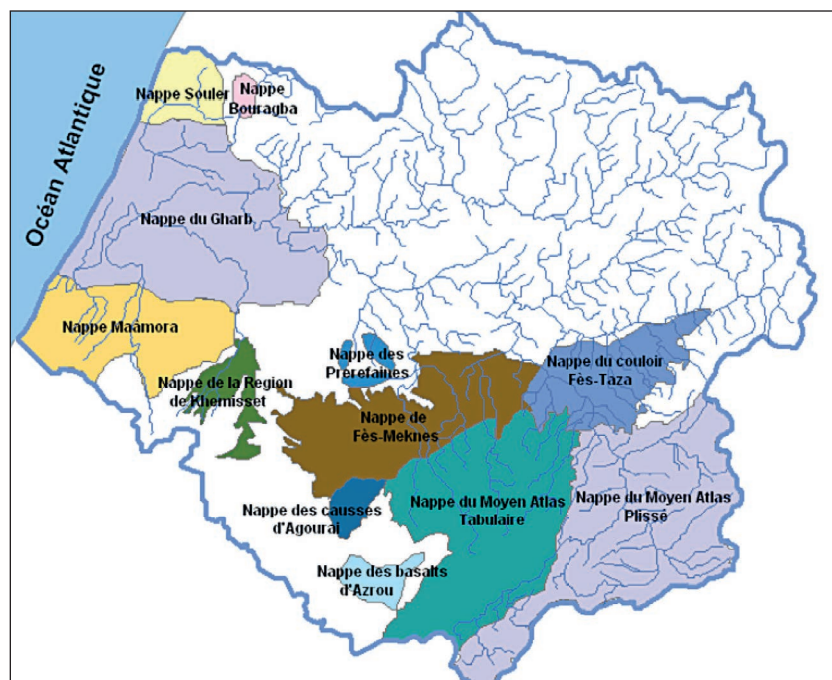 Océan Atlantique
Nappe Souler
Nappe
Bouragba
Nappe du Gharb
Nappe Maâmora
Nappe des
Prerefaines
Nappe du couloir
Fès-Taza
Nappe de la Region
de Khemisset
Nappe de
Fès-Meknes
Nappe du Moyen Atlas
Tabulaire
Nappe du Moyen Atlas
Plissé
Nappe des causses
d'Agourai
Nappe des basalts
d'Azrou